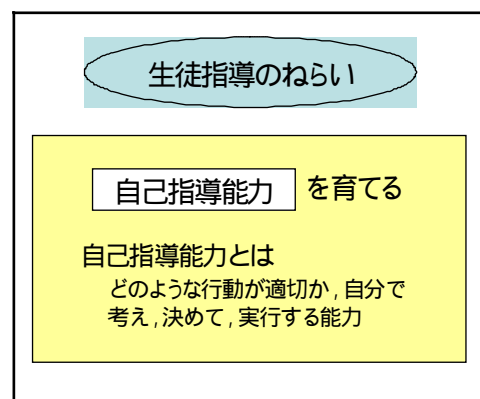 生徒指導のねらい
自己指導能力 を育てる
自己指導能力とは
どのような行動が適切か,自分で
考え,決めて,実行する能力